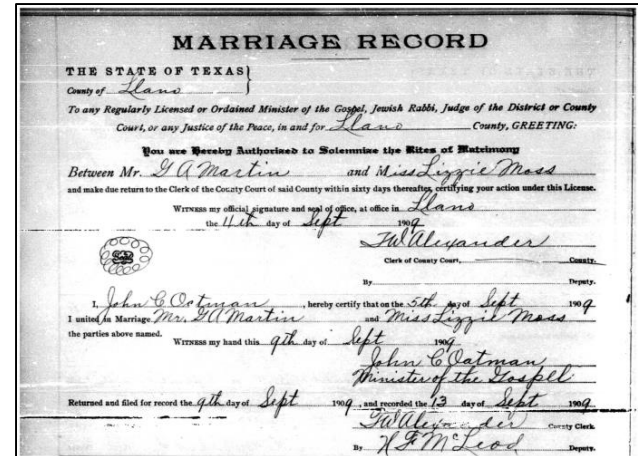 MARRIAGE RECORD
THE STATE OF TEXAS}
County of Llano
To any Regularly Licensed or Ordained Minister of the Gospel, Jewish Rabbi, Judge of the District or County
Court, or any Justice of the Peace, in and for Llano County, GREETING:
You are Hereby Authorized to Solemnize the Rites of Matrimony
Between Mr. G A Martin and Miss Lizzie Moss
and make due return to the Clerk of the County Court of said County within sixty days thereafter, certifying your action under this License.
WITNESS my official signature and seal of office, at office in Llano
the 4th day of Sept 1909
FW Alexander
Clerk of County Court, County.
By Deputy.
I, John C Oatman, hereby certify that on the 5th day of Sept 1909
I united in Marriage Mr. G A Martin and Miss Lizzie Moss
the parties above named.
WITNESS my hand this 9th day of Sept 1909
John C Oatman
Minister of the Gospell
Returned and filed for record the 9th day of Sept 1909, and recorded the 13 day of Sept 1909
FW Alexander County Clerk.
By N F McLeod Deputy.